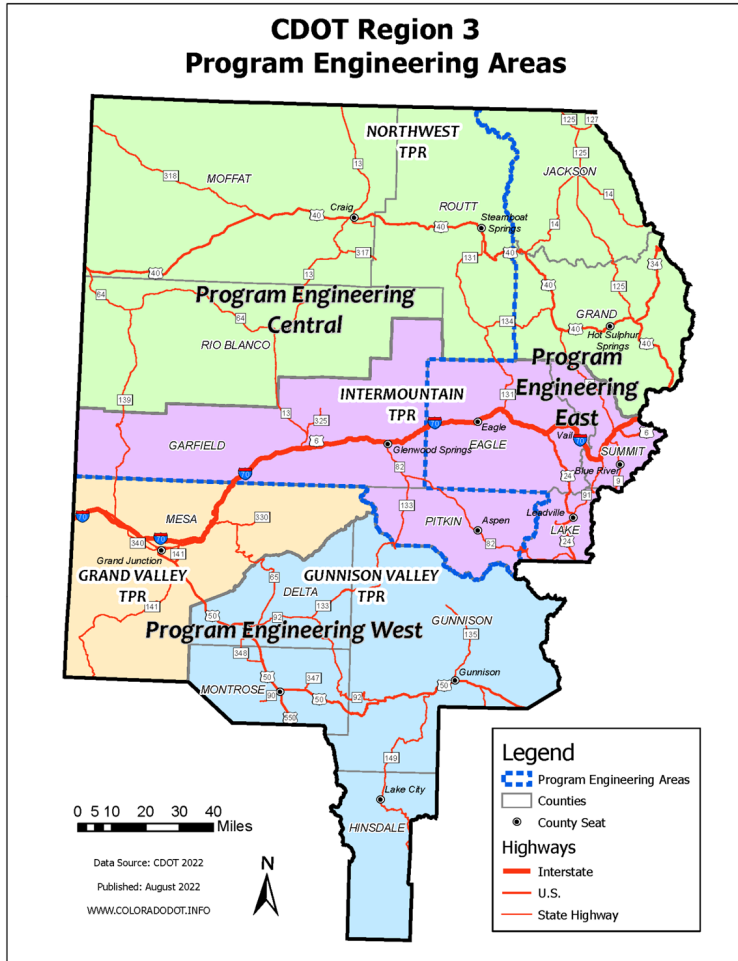 CDOT Region 3
Program Engineering Areas
NORTHWEST
TPR
125
127
125
JACKSON
318
MOFFAT
13
14
ROUTT
Craig
40
Steamboat
Springs
40
40
14
317
131
40
34
13
40
64
40
125
Program Engineering
Central
64
GRAND
134
40
Hot Sulphur
Springs
40
RIO BLANCO
Program
Engineering
East
139
INTERMOUNTAIN
TPR
131
13
325
70
Eagle
6
GARFIELD
6
Glenwood Springs
EAGLE
Vail
70
SUMMIT
82
70
24
Blue River
9
91
133
MESA
330
PITKIN
Aspen
Leadville
LAKE
70
70
340
141
82
24
Grand Junction
GRAND VALLEY
TPR
65
GUNNISON VALLEY
TPR
DELTA
141
133
50
92
GUNNISON
Program Engineering West
135
348
50
347
Gunnison
MONTROSE
90
50
92
50
550
149
Lake City
HINSDALE
Legend
Program Engineering Areas
Counties
County Seat
Highways
Interstate
U.S.
State Highway
0 5 10 20 30 40
Miles
Data Source: CDOT 2022
Published: August 2022
WWW.COLORADODOT.INFO
N